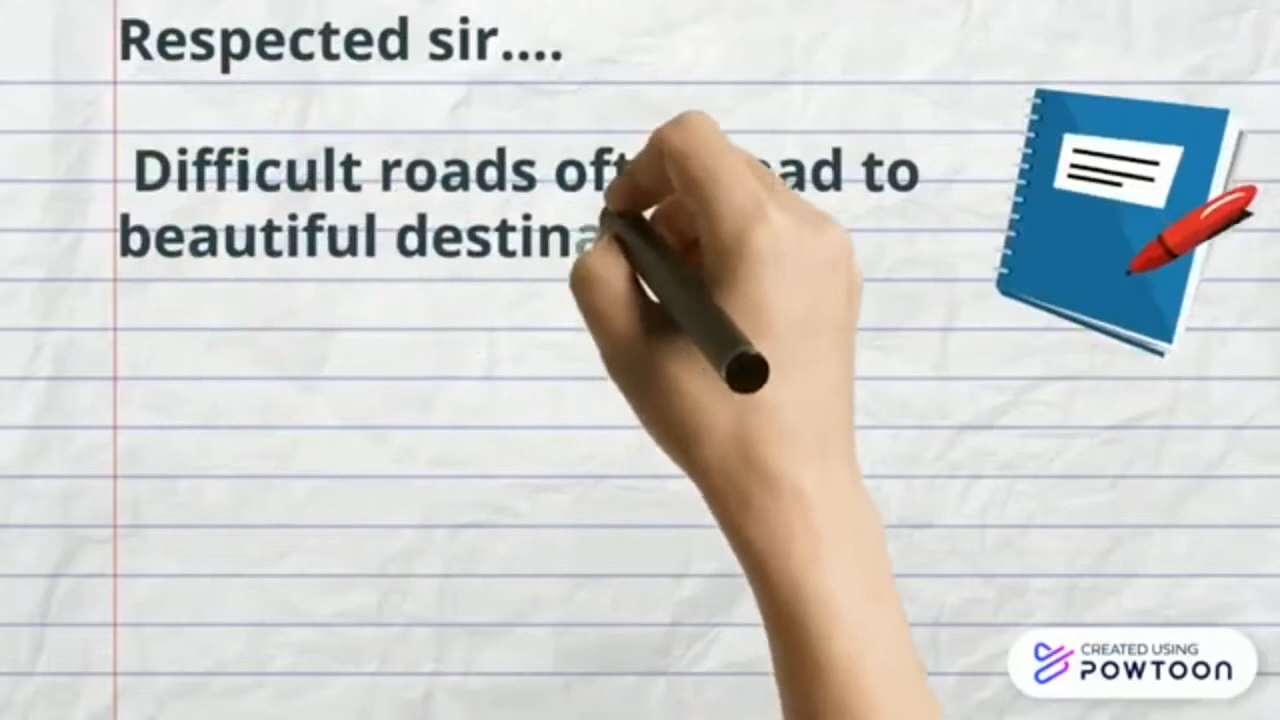 Respected sir....
Difficult roads to
beautiful
CREATED USING
POWTOON